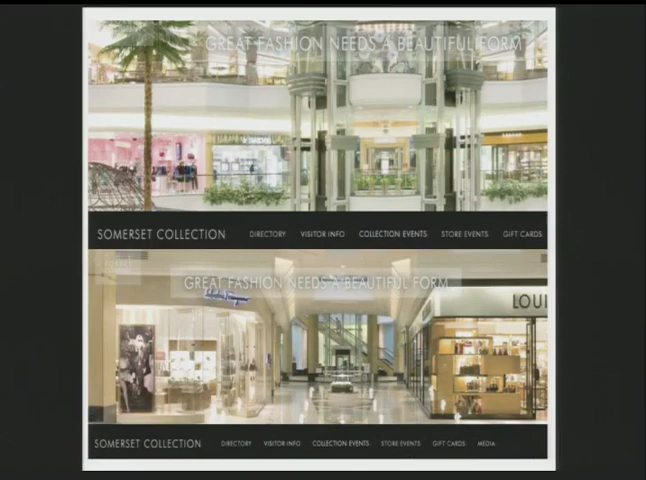 GREAT FASHION NEEDS A BEAUTIFUL FORM
SOMERSET COLLECTION DIRECTORY VISITOR INFO COLLECTION EVENTS STORE EVENTS GIFT CARDS
GREAT FASHION NEEDS A BEAUTIFUL FORM
LOUI
SOMERSET COLLECTION DIRECTORY VISITOR INFO COLLECTION EVENTS STORE EVENTS GIFT CARDS MEDIA